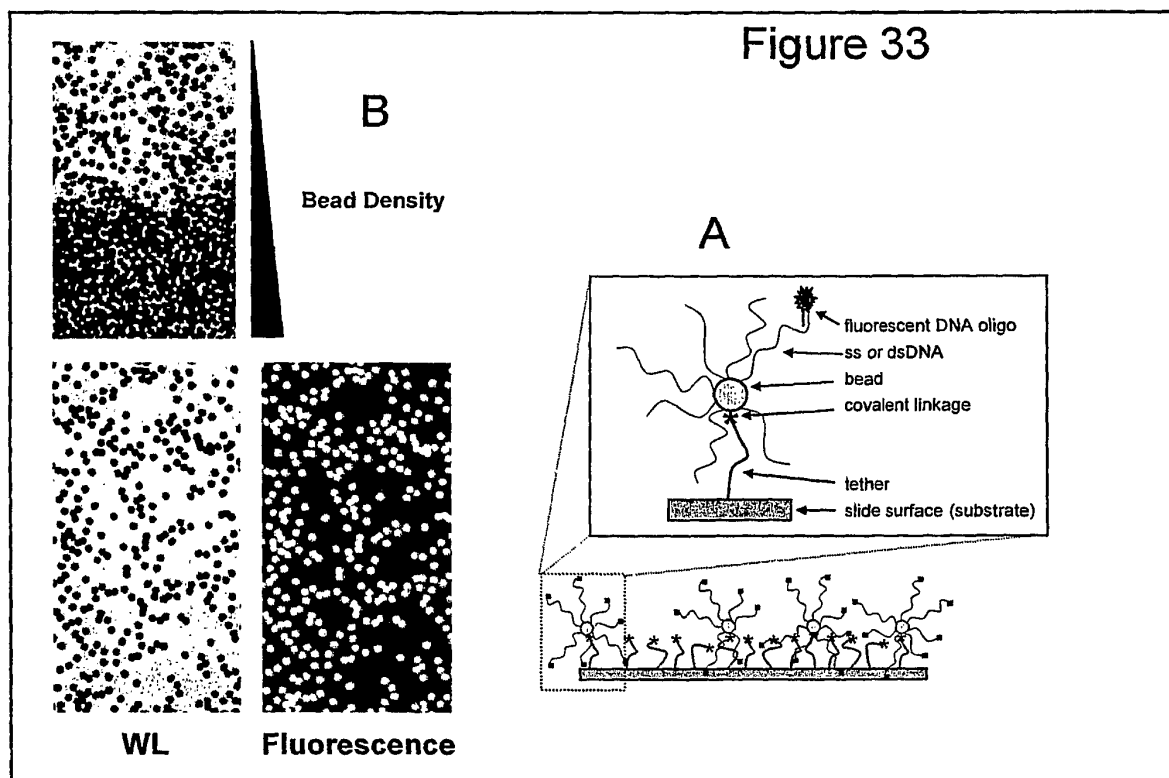 Figure 33
B
Bead Density
A
fluorescent DNA oligo
ss or dsDNA
bead
covalent linkage
tether
slide surface (substrate)
WL
Fluorescence